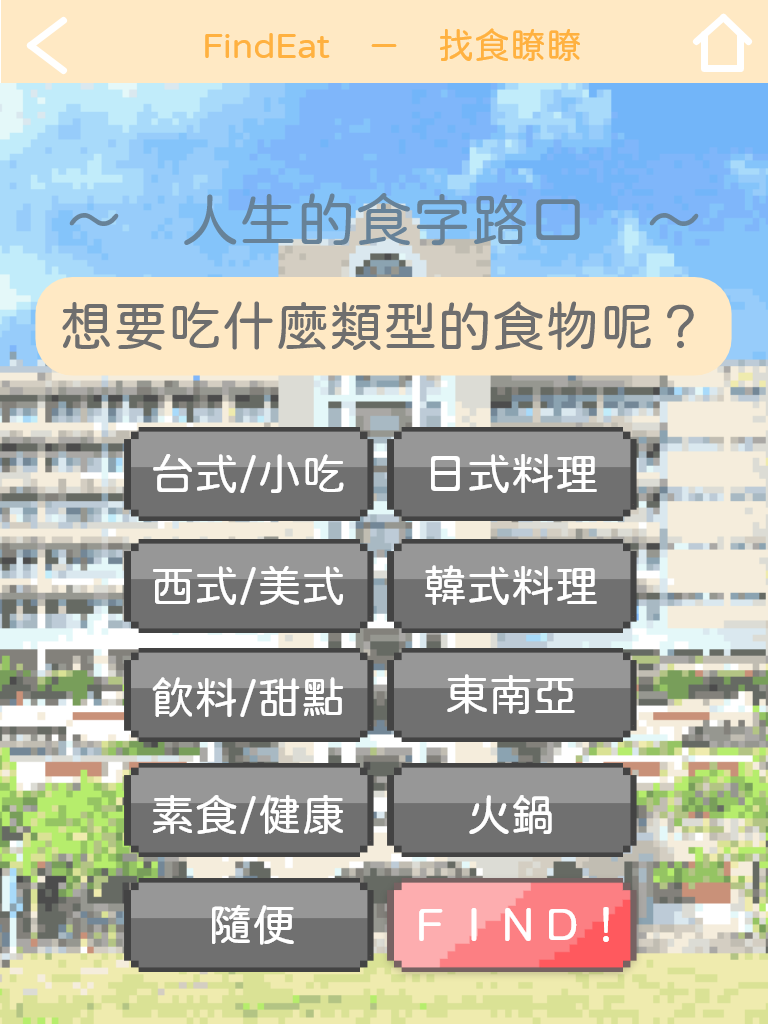 FindEat － 找食瞭瞭
～ 人生的食字路口 ～
想要吃什麼類型的食物呢？
台式/小吃
日式料理
西式/美式
韓式料理
飲料/甜點
東南亞
素食/健康
火鍋
隨便
ＦＩＮＤ！